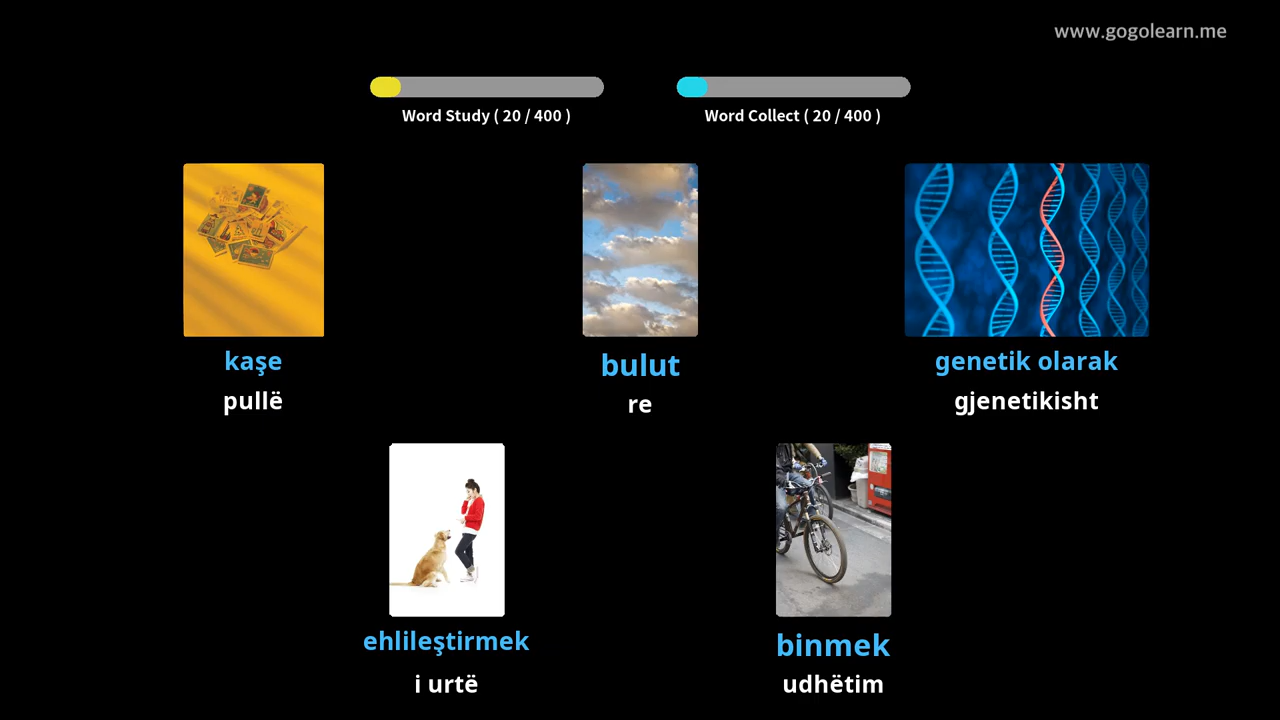 www.gogolearn.me
Word Study ( 20 / 400 )
Word Collect ( 20 / 400 )
kaşe
pullë
bulut
re
genetik olarak
gjenetikisht
ehlileştirmek
i urtë
binmek
udhëtim